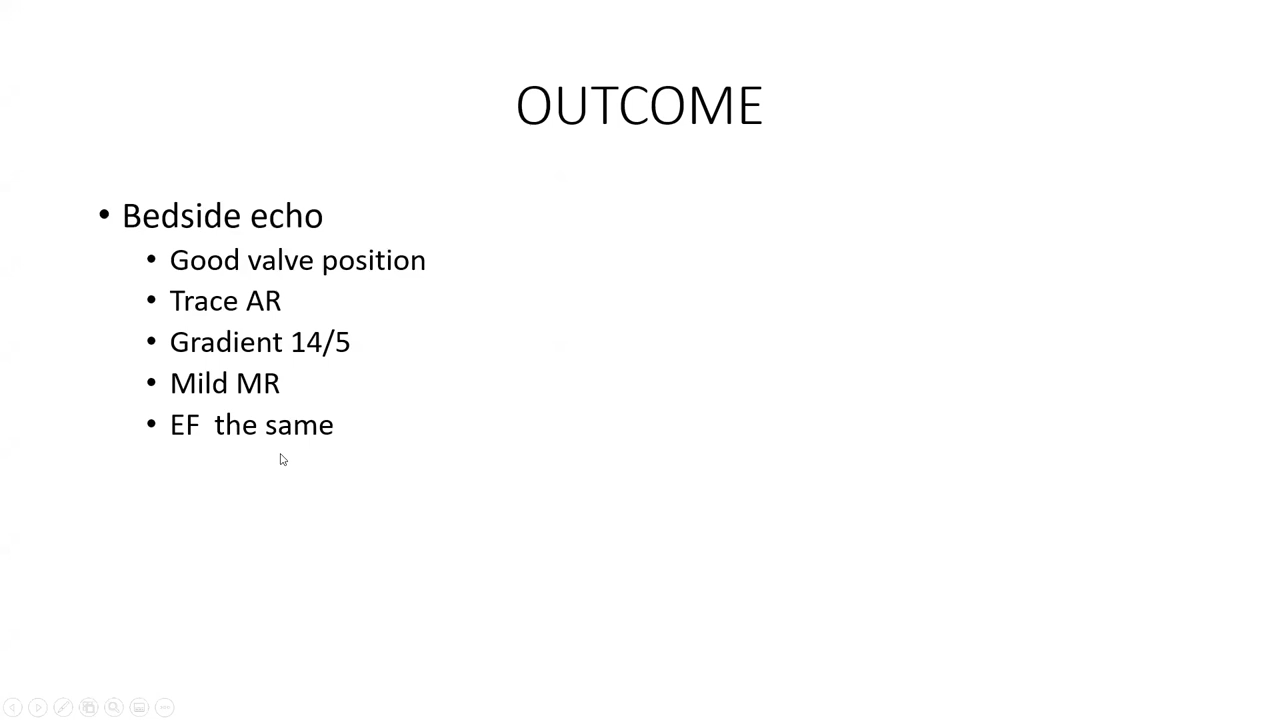 OUTCOME
• Bedside echo
• Good valve position
• Trace AR
• Gradient 14/5
• Mild MR
• EF  the same